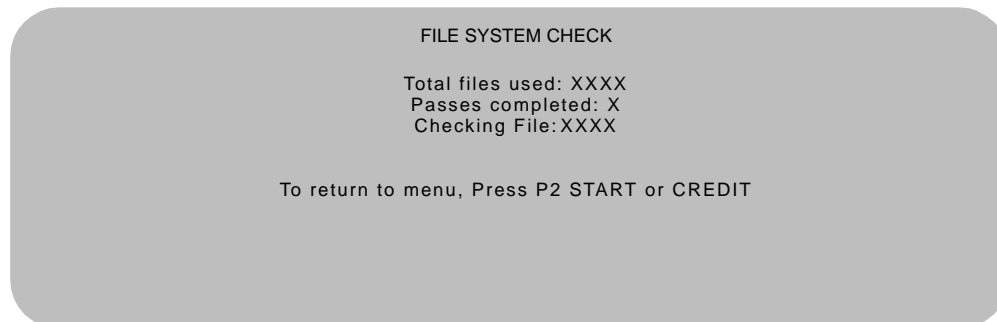 FILE SYSTEM CHECK
Total files used: XXXX
Passes completed: X
Checking File: XXXX
To return to menu, Press P2 START or CREDIT